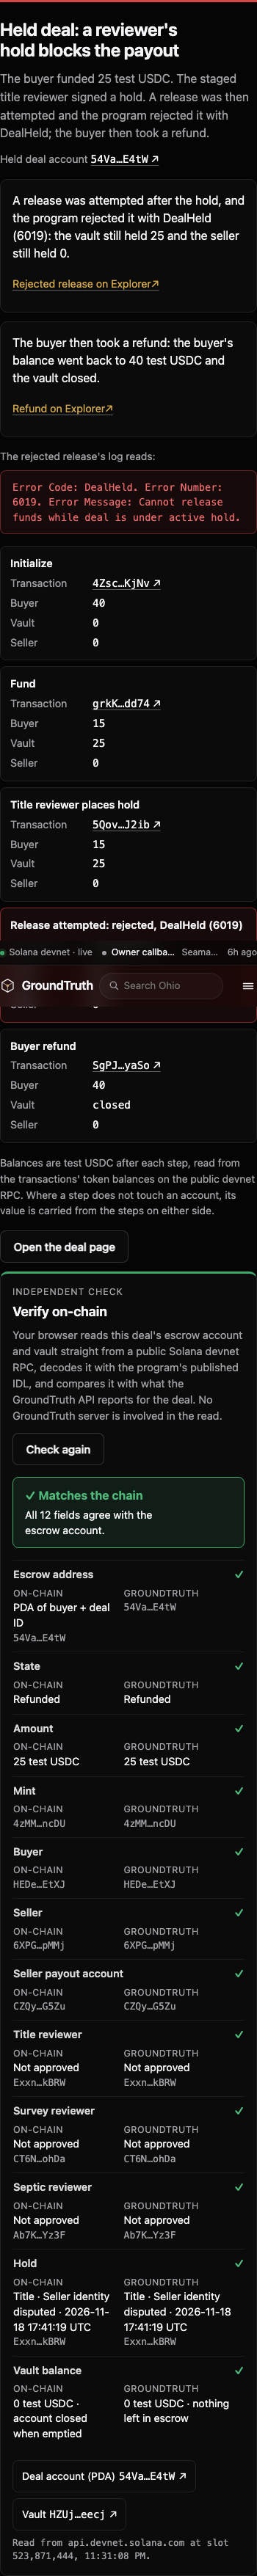 Held deal: a reviewer's
hold blocks the payout
The buyer funded 25 test USDC. The staged
title reviewer signed a hold. A release was then
attempted and the program rejected it with
DealHeld; the buyer then took a refund.
Held deal account 54Va…E4tW ↗
A release was attempted after the hold, and
the program rejected it with DealHeld
(6019): the vault still held 25 and the seller
still held 0.
Rejected release on Explorer↗
The buyer then took a refund: the buyer's
balance went back to 40 test USDC and
the vault closed.
Refund on Explorer↗
The rejected release's log reads:
Error Code: DealHeld. Error Number:
6019. Error Message: Cannot release
funds while deal is under active hold.
Initialize
Transaction 4Zsc…KjNv ↗
Buyer 40
Vault 0
Seller 0
Fund
Transaction grkK…dd74 ↗
Buyer 15
Vault 25
Seller 0
Title reviewer places hold
Transaction 5Qov…J2ib ↗
Buyer 15
Vault 25
Seller 0
Release attempted: rejected, DealHeld (6019)
Solana devnet · live Owner callba… Seama… 6h ago
GroundTruth Search Ohio
Seller 0
Buyer refund
Transaction SgPJ…yaSo ↗
Buyer 40
Vault closed
Seller 0
Balances are test USDC after each step, read from
the transactions' token balances on the public devnet
RPC. Where a step does not touch an account, its
value is carried from the steps on either side.
Open the deal page
INDEPENDENT CHECK
Verify on-chain
Your browser reads this deal's escrow account
and vault straight from a public Solana devnet
RPC, decodes it with the program's published
IDL, and compares it with what the
GroundTruth API reports for the deal. No
GroundTruth server is involved in the read.
Check again
✓ Matches the chain
All 12 fields agree with the
escrow account.
Escrow address ✓
ON-CHAIN GROUNDTRUTH
PDA of buyer + deal 54Va…E4tW
ID
54Va…E4tW
State ✓
ON-CHAIN GROUNDTRUTH
Refunded Refunded
Amount ✓
ON-CHAIN GROUNDTRUTH
25 test USDC 25 test USDC
Mint ✓
ON-CHAIN GROUNDTRUTH
4zMM…ncDU 4zMM…ncDU
Buyer ✓
ON-CHAIN GROUNDTRUTH
HEDe…EtXJ HEDe…EtXJ
Seller ✓
ON-CHAIN GROUNDTRUTH
6XPG…pMMj 6XPG…pMMj
Seller payout account ✓
ON-CHAIN GROUNDTRUTH
CZQy…G5Zu CZQy…G5Zu
Title reviewer ✓
ON-CHAIN GROUNDTRUTH
Not approved Not approved
Exxn…kBRW Exxn…kBRW
Survey reviewer ✓
ON-CHAIN GROUNDTRUTH
Not approved Not approved
CT6N…ohDa CT6N…ohDa
Septic reviewer ✓
ON-CHAIN GROUNDTRUTH
Not approved Not approved
Ab7K…Yz3F Ab7K…Yz3F
Hold ✓
ON-CHAIN GROUNDTRUTH
Title · Seller identity Title · Seller identity
disputed · 2026-11- disputed · 2026-11-
18 17:41:19 UTC 18 17:41:19 UTC
Exxn…kBRW Exxn…kBRW
Vault balance ✓
ON-CHAIN GROUNDTRUTH
0 test USDC · 0 test USDC · nothing
account closed left in escrow
when emptied
Deal account (PDA) 54Va…E4tW ↗
Vault HZUj…eecj ↗
Read from api.devnet.solana.com at slot
523,871,444, 11:31:08 PM.